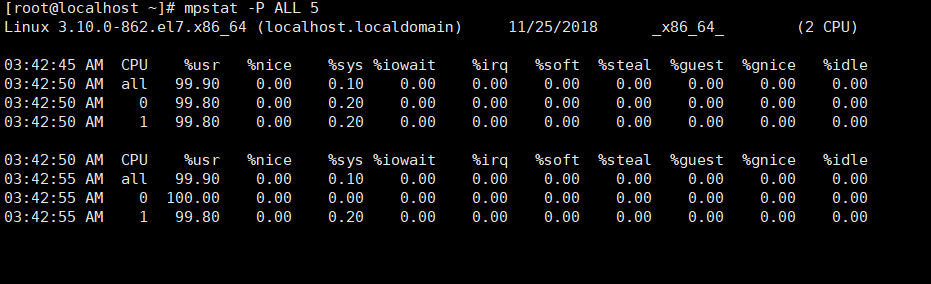 [root@localhost ~]# mpstat -P ALL 5
Linux 3.10.0-862.el7.x86_64 (localhost.localdomain) 11/25/2018 _x86_64_ (2 CPU)
03:42:45 AM CPU %usr %nice %sys %iowait %irq %soft %steal %guest %gnice %idle
03:42:50 AM all 99.90 0.00 0.10 0.00 0.00 0.00 0.00 0.00 0.00 0.00
03:42:50 AM 0 99.80 0.00 0.20 0.00 0.00 0.00 0.00 0.00 0.00 0.00
03:42:50 AM 1 99.80 0.00 0.20 0.00 0.00 0.00 0.00 0.00 0.00 0.00
03:42:50 AM CPU %usr %nice %sys %iowait %irq %soft %steal %guest %gnice %idle
03:42:55 AM all 99.90 0.00 0.10 0.00 0.00 0.00 0.00 0.00 0.00 0.00
03:42:55 AM 0 100.00 0.00 0.00 0.00 0.00 0.00 0.00 0.00 0.00 0.00
03:42:55 AM 1 99.80 0.00 0.20 0.00 0.00 0.00 0.00 0.00 0.00 0.00